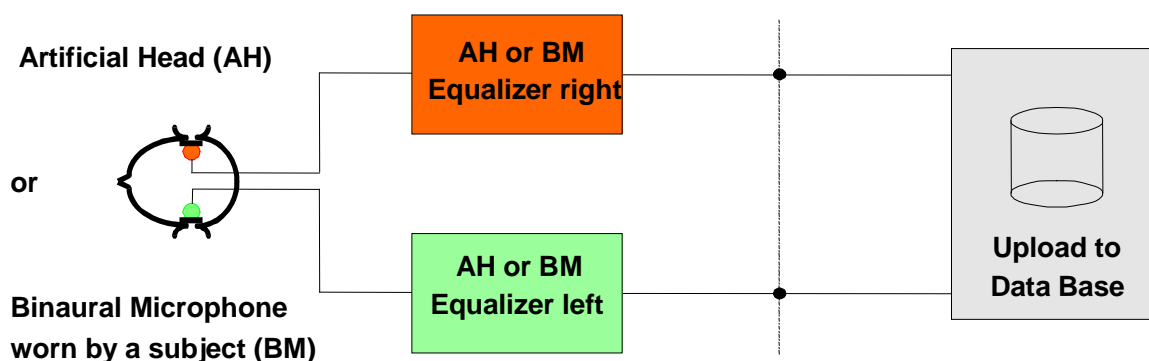 Artificial Head (AH)
or
Binaural Microphone
worn by a subject (BM)
AH or BM
Equalizer right
AH or BM
Equalizer left
Upload to
Data Base